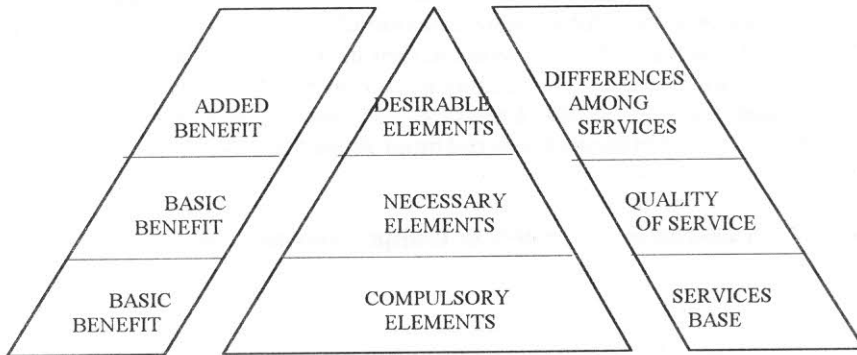 ADDED
BENEFIT
DESIRABLE
ELEMENTS
DIFFERENCES
AMONG
SERVICES
BASIC
BENEFIT
NECESSARY
ELEMENTS
QUALITY
OF SERVICE
BASIC
BENEFIT
COMPULSORY
ELEMENTS
SERVICES
BASE